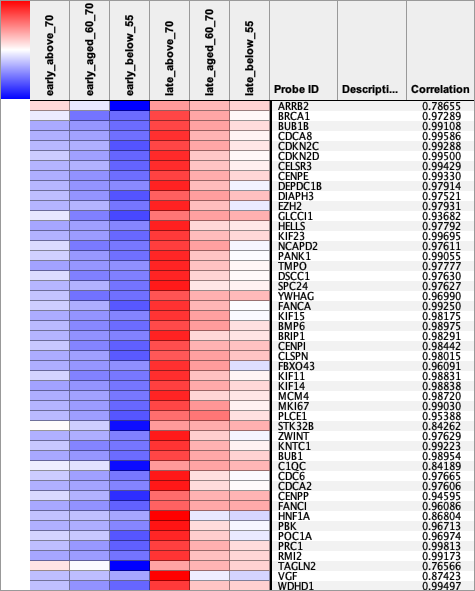 early_above_70
early_aged_60_70
early_below_55
late_above_70
late_aged_60_70
late_below_55
Probe ID Descripti... Correlation
ARRB2 0.78655
BRCA1 0.97289
BUB1B 0.99108
CDCA8 0.99586
CDKN2C 0.99288
CDKN2D 0.99500
CELSR3 0.99429
CENPE 0.99330
DEPDC1B 0.97914
DIAPH3 0.97521
EZH2 0.97931
GLCCI1 0.93682
HELLS 0.97792
KIF23 0.99695
NCAPD2 0.97611
PANK1 0.99055
TMPO 0.97777
DSCC1 0.97630
SPC24 0.97627
YWHAG 0.96990
FANCA 0.99250
KIF15 0.98175
BMP6 0.98975
BRIP1 0.98291
CENPI 0.98442
CLSPN 0.98015
FBXO43 0.96091
KIF11 0.98831
KIF14 0.98838
MCM4 0.98720
MKI67 0.99030
PLCE1 0.95388
STK32B 0.84262
ZWINT 0.97629
KNTC1 0.99223
BUB1 0.98954
C1QC 0.84189
CDC6 0.97665
CDCA2 0.97606
CENPP 0.94595
FANCI 0.96086
HNF1A 0.86804
PBK 0.96713
POC1A 0.96974
PRC1 0.99813
RMI2 0.99173
TAGLN2 0.76566
VGF 0.87423
WDHD1 0.99497